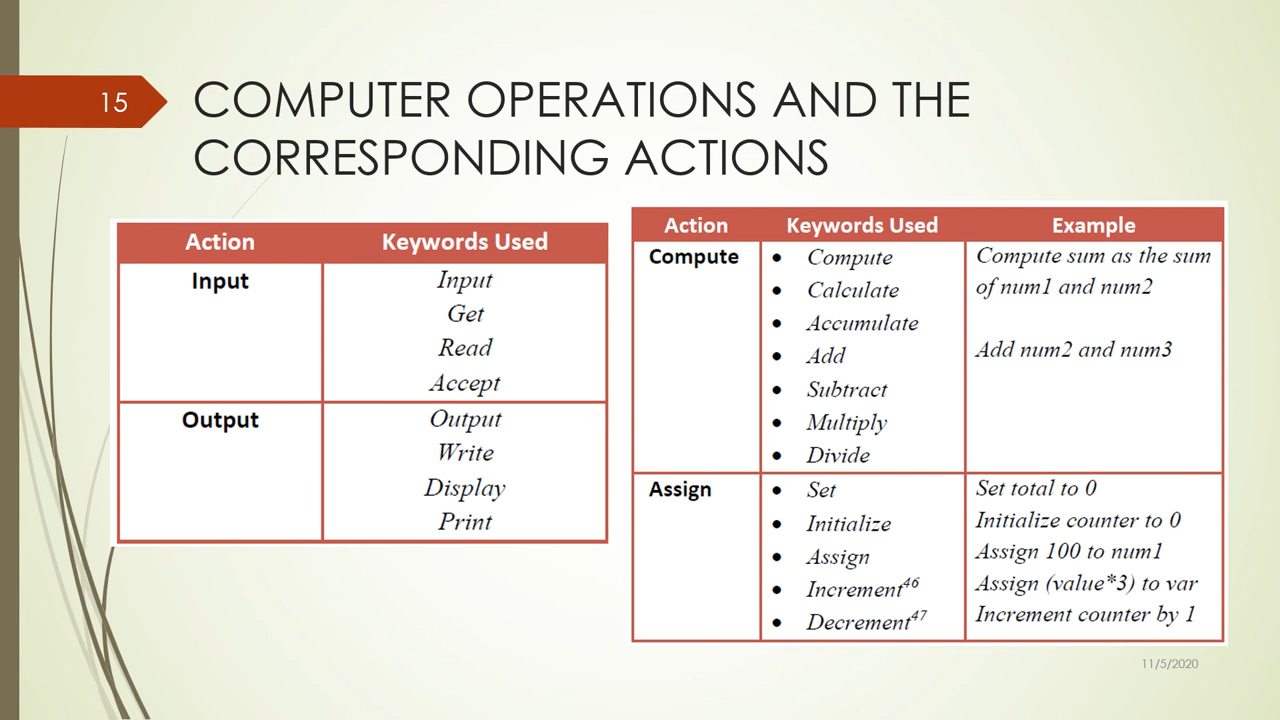 15
COMPUTER OPERATIONS AND THE
CORRESPONDING ACTIONS
Action Keywords Used
Input Input
Get
Read
Accept
Output Output
Write
Display
Print
Action Keywords Used Example
Compute • Compute Compute sum as the sum
• Calculate of num1 and num2
• Accumulate
• Add Add num2 and num3
• Subtract
• Multiply
• Divide
Assign • Set Set total to 0
• Initialize Initialize counter to 0
• Assign Assign 100 to num1
• Increment⁴⁶ Assign (value*3) to var
• Decrement⁴⁷ Increment counter by 1
11/5/2020